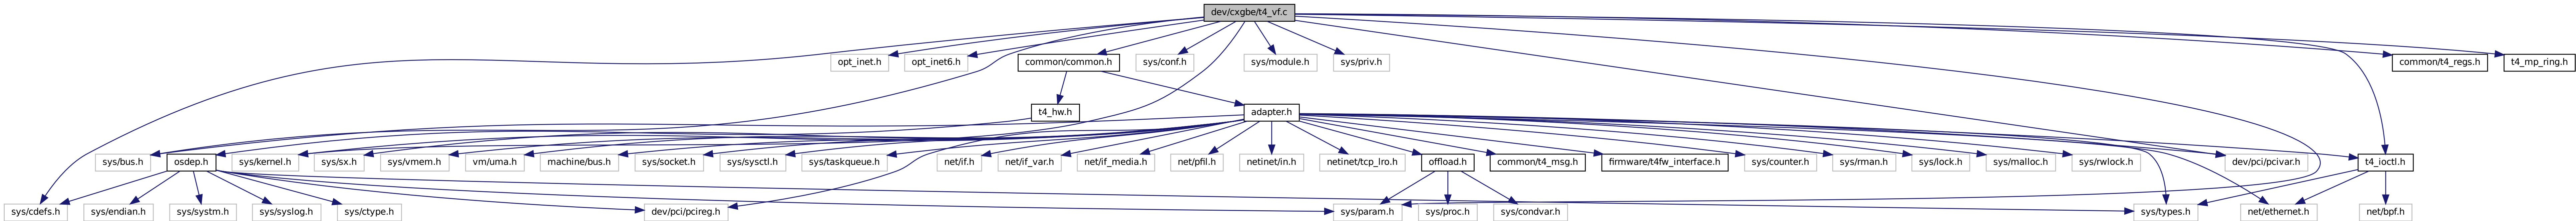 dev/cxgbe/t4_vf.c
opt_inet.h
opt_inet6.h
common/common.h
sys/conf.h
sys/module.h
sys/priv.h
common/t4_regs.h
t4_mp_ring.h
t4_hw.h
adapter.h
sys/bus.h
osdep.h
sys/kernel.h
sys/sx.h
sys/vmem.h
vm/uma.h
machine/bus.h
sys/socket.h
sys/sysctl.h
sys/taskqueue.h
net/if.h
net/if_var.h
net/if_media.h
net/pfil.h
netinet/in.h
netinet/tcp_lro.h
offload.h
common/t4_msg.h
firmware/t4fw_interface.h
sys/counter.h
sys/rman.h
sys/lock.h
sys/malloc.h
sys/rwlock.h
dev/pci/pcivar.h
t4_ioctl.h
sys/cdefs.h
sys/endian.h
sys/systm.h
sys/syslog.h
sys/ctype.h
dev/pci/pcireg.h
sys/param.h
sys/proc.h
sys/condvar.h
sys/types.h
net/ethernet.h
net/bpf.h